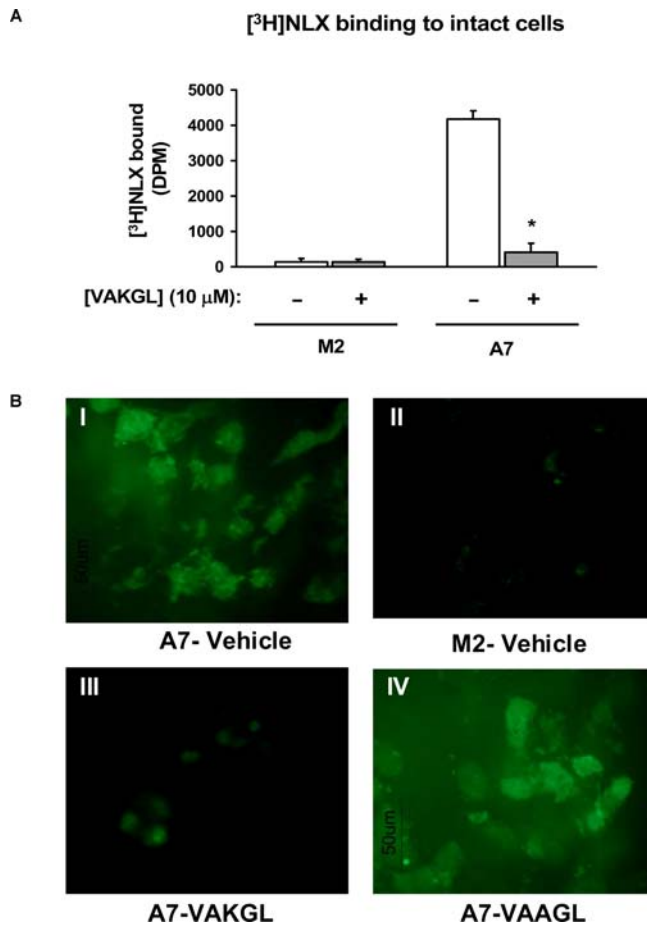 A
[³H]NLX binding to intact cells
[³H]NLX bound
(DPM)
5000
4000
3000
2000
1000
0
*
[VAKGL] (10 μM):
– + – +
M2 A7
B
I
50um
A7- Vehicle
II
M2- Vehicle
III
A7-VAKGL
IV
50um
A7-VAAGL